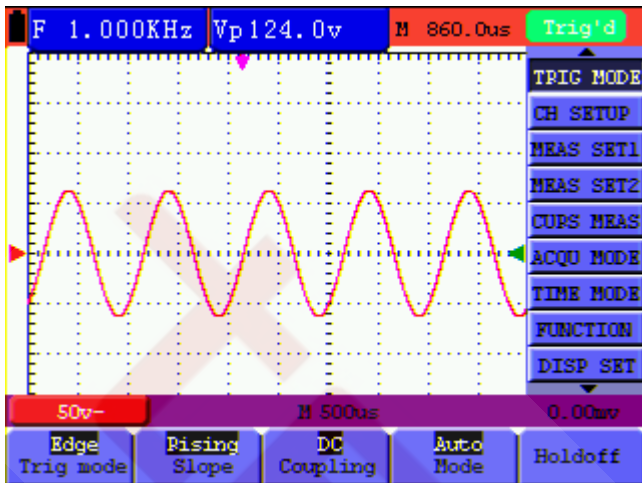 F 1.000KHz Vp124.0v M 860.0us Trig'd
TRIG MODE
CH SETUP
MEAS SET1
MEAS SET2
CURS MEAS
ACQU MODE
TIME MODE
FUNCTION
DISP SET
50v~ M 500us 0.00mv
Edge Rising DC Auto Holdoff
Trig mode Slope Coupling Mode